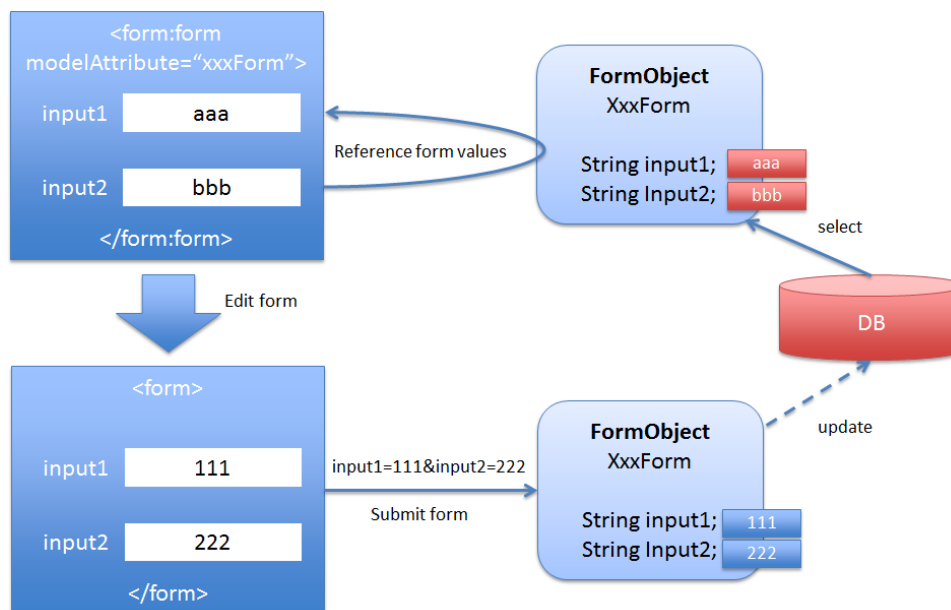 <form:form
modelAttribute=“xxxForm”>
input1 aaa
input2 bbb
</form:form>
Reference form values
FormObject
XxxForm
String input1; aaa
String Input2; bbb
select
DB
Edit form
<form>
input1 111
input2 222
</form>
input1=111&input2=222
Submit form
FormObject
XxxForm
String input1; 111
String Input2; 222
update